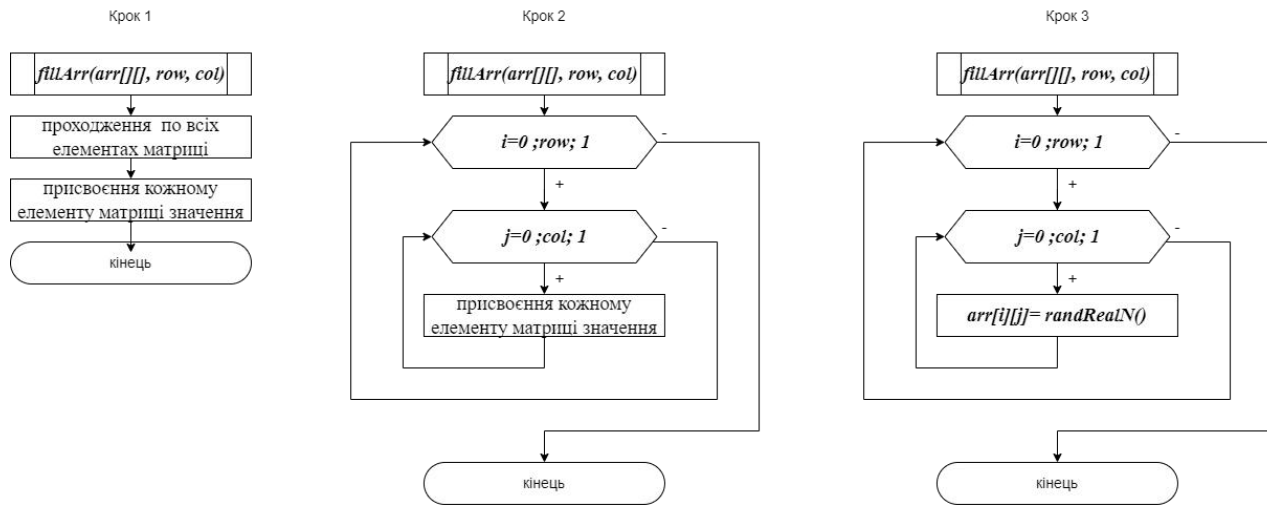 Крок 1
fillArr(arr[][], row, col)
проходження по всіх
елементах матриці
присвоєння кожному
елементу матриці значення
кінець
Крок 2
fillArr(arr[][], row, col)
i=0 ;row; 1
-
+
j=0 ;col; 1
-
+
присвоєння кожному
елементу матриці значення
кінець
Крок 3
fillArr(arr[][], row, col)
i=0 ;row; 1
-
+
j=0 ;col; 1
-
+
arr[i][j]= randRealN()
кінець